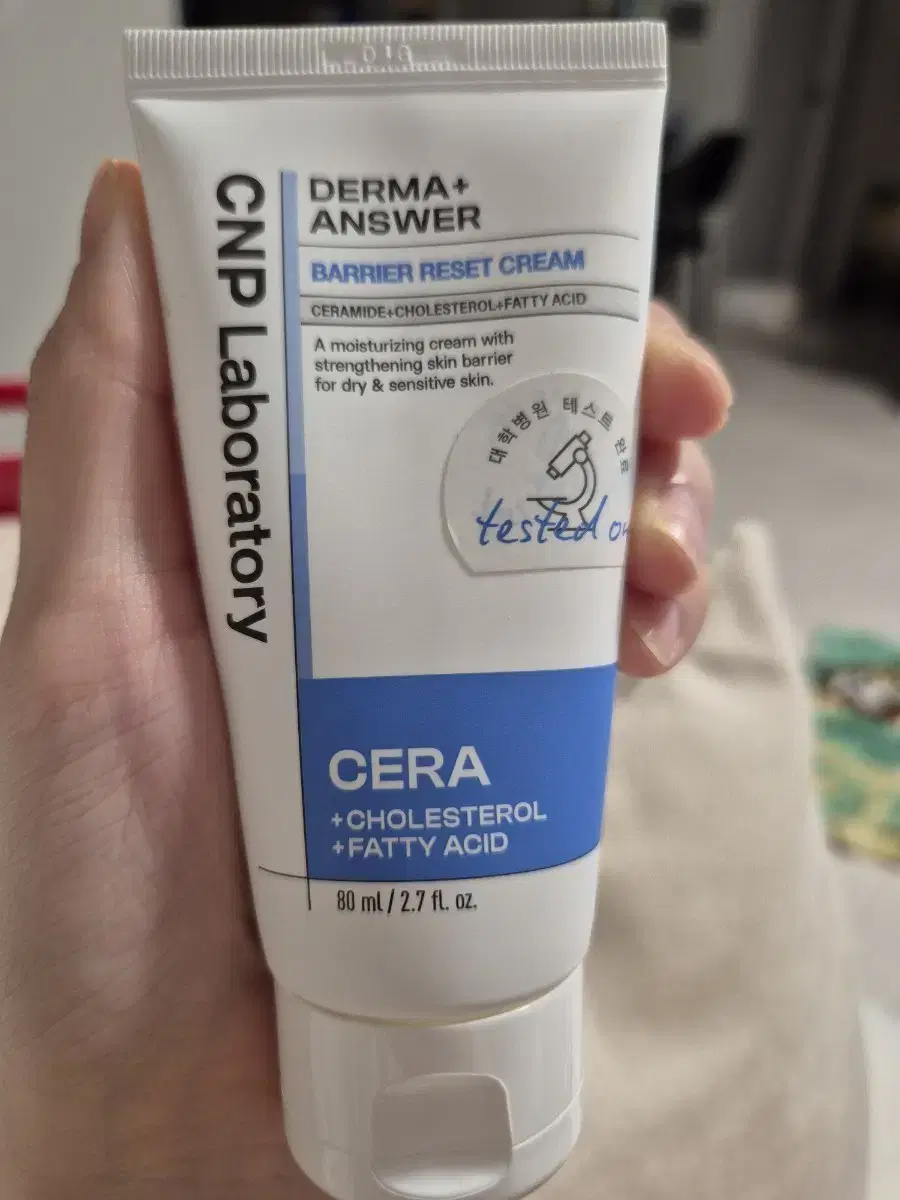 010
CNP Laboratory
DERMA+
ANSWER
BARRIER RESET CREAM
CERAMIDE+CHOLESTEROL+FATTY ACID
A moisturizing cream with
strengthening skin barrier
for dry & sensitive skin.
대학병원 테스트 완료
tested
CERA
+CHOLESTEROL
+FATTY ACID
80 ml / 2.7 fl. oz.